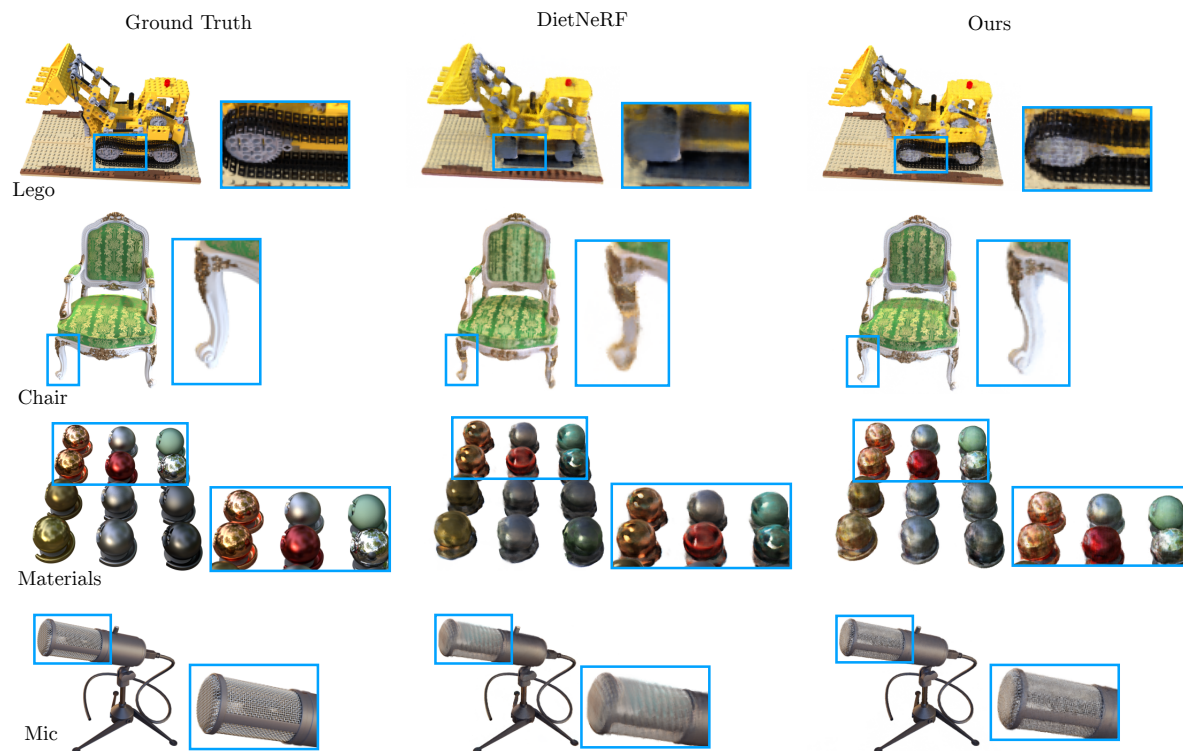 Ground Truth
DietNeRF
Ours
Lego
Chair
Materials
Mic